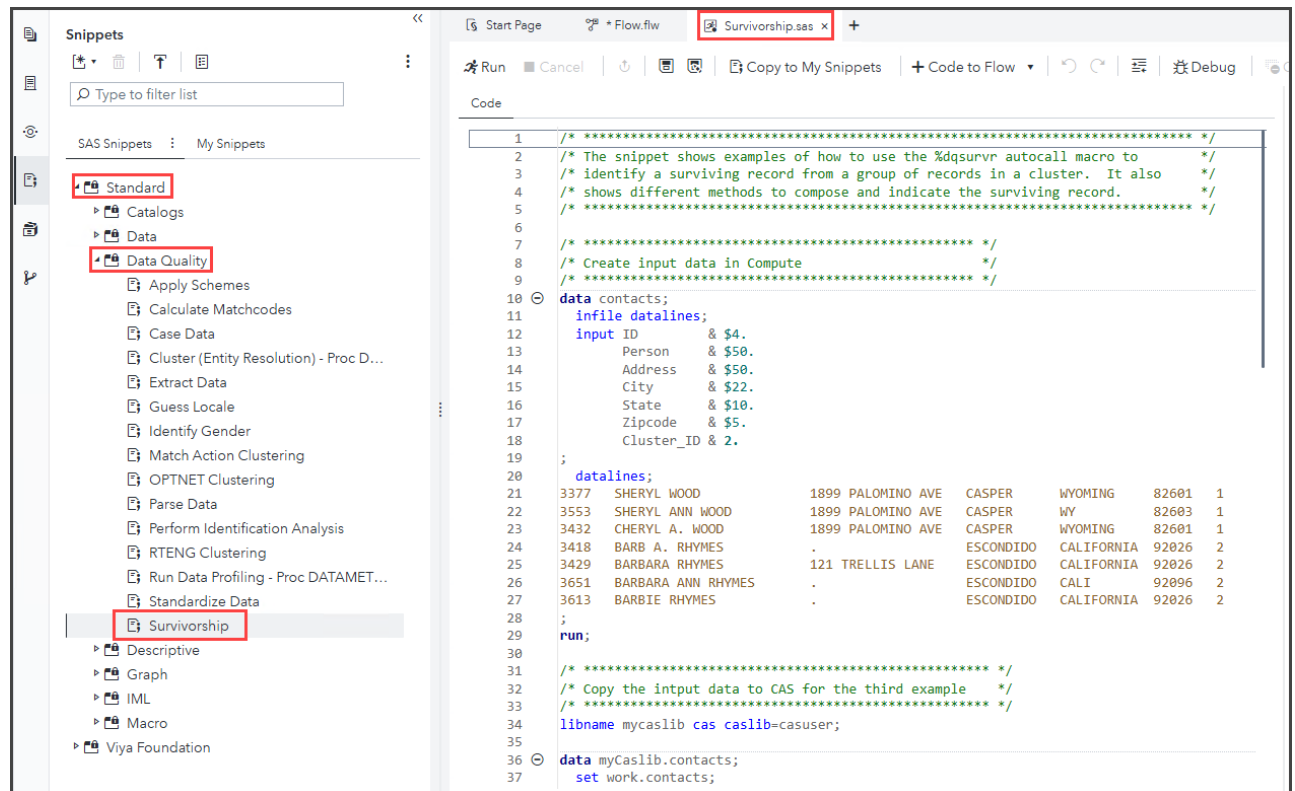 Snippets
Type to filter list
SAS Snippets My Snippets
Standard
Catalogs
Data
Data Quality
Apply Schemes
Calculate Matchcodes
Case Data
Cluster (Entity Resolution) - Proc D...
Extract Data
Guess Locale
Identify Gender
Match Action Clustering
OPTNET Clustering
Parse Data
Perform Identification Analysis
RTENG Clustering
Run Data Profiling - Proc DATAMET...
Standardize Data
Survivorship
Descriptive
Graph
IML
Macro
Viya Foundation
Start Page * Flow.flw Survivorship.sas × +
Run Cancel Copy to My Snippets + Code to Flow Debug
Code
1 /* ****************************************************************************** */
2 /* The snippet shows examples of how to use the %dqsurvr autocall macro to */
3 /* identify a surviving record from a group of records in a cluster. It also */
4 /* shows different methods to compose and indicate the surviving record. */
5 /* ****************************************************************************** */
6
7 /* ************************************************** */
8 /* Create input data in Compute */
9 /* ************************************************** */
10 data contacts;
11 infile datalines;
12 input ID & $4.
13 Person & $50.
14 Address & $50.
15 City & $22.
16 State & $10.
17 Zipcode & $5.
18 Cluster_ID & 2.
19 ;
20 datalines;
21 3377 SHERYL WOOD 1899 PALOMINO AVE CASPER WYOMING 82601 1
22 3553 SHERYL ANN WOOD 1899 PALOMINO AVE CASPER WY 82603 1
23 3432 CHERYL A. WOOD 1899 PALOMINO AVE CASPER WYOMING 82601 1
24 3418 BARB A. RHYMES . ESCONDIDO CALIFORNIA 92026 2
25 3429 BARBARA RHYMES 121 TRELLIS LANE ESCONDIDO CALIFORNIA 92026 2
26 3651 BARBARA ANN RHYMES . ESCONDIDO CALI 92096 2
27 3613 BARBIE RHYMES . ESCONDIDO CALIFORNIA 92026 2
28 ;
29 run;
30
31 /* **************************************************** */
32 /* Copy the intput data to CAS for the third example */
33 /* **************************************************** */
34 libname mycaslib cas caslib=casuser;
35
36 data myCaslib.contacts;
37 set work.contacts;